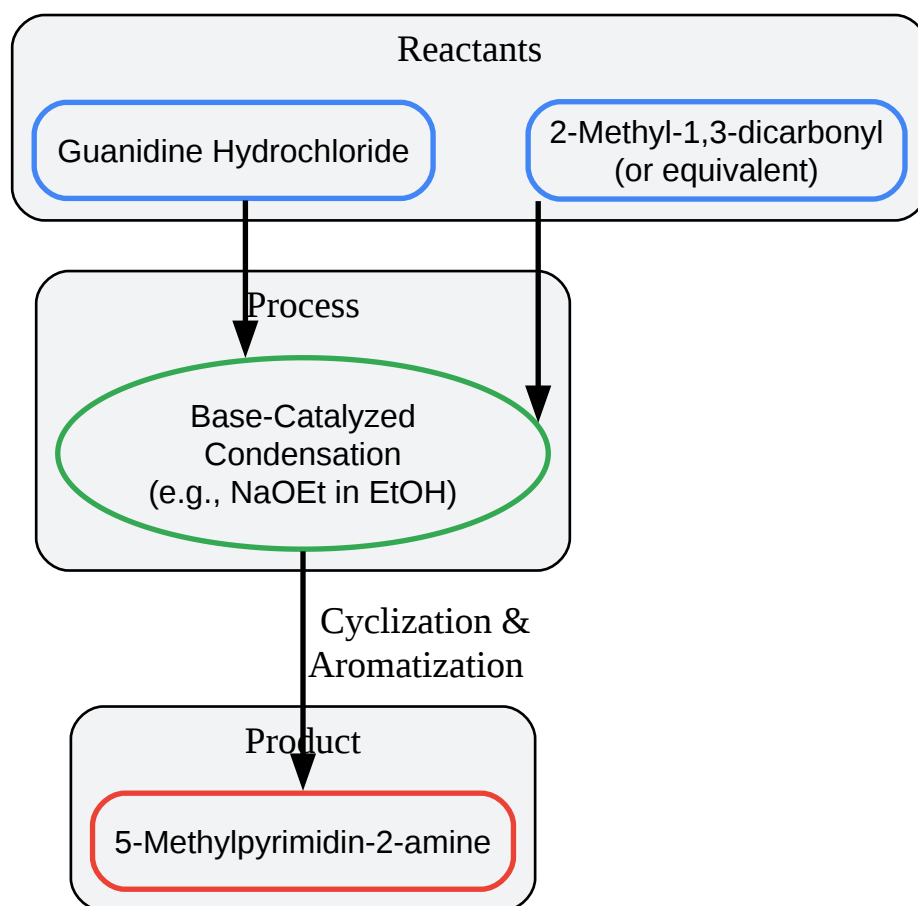 Reactants
Guanidine Hydrochloride
2-Methyl-1,3-dicarbonyl
(or equivalent)
Process
Base-Catalyzed
Condensation
(e.g., NaOEt in EtOH)
Cyclization &
Aromatization
Product
5-Methylpyrimidin-2-amine